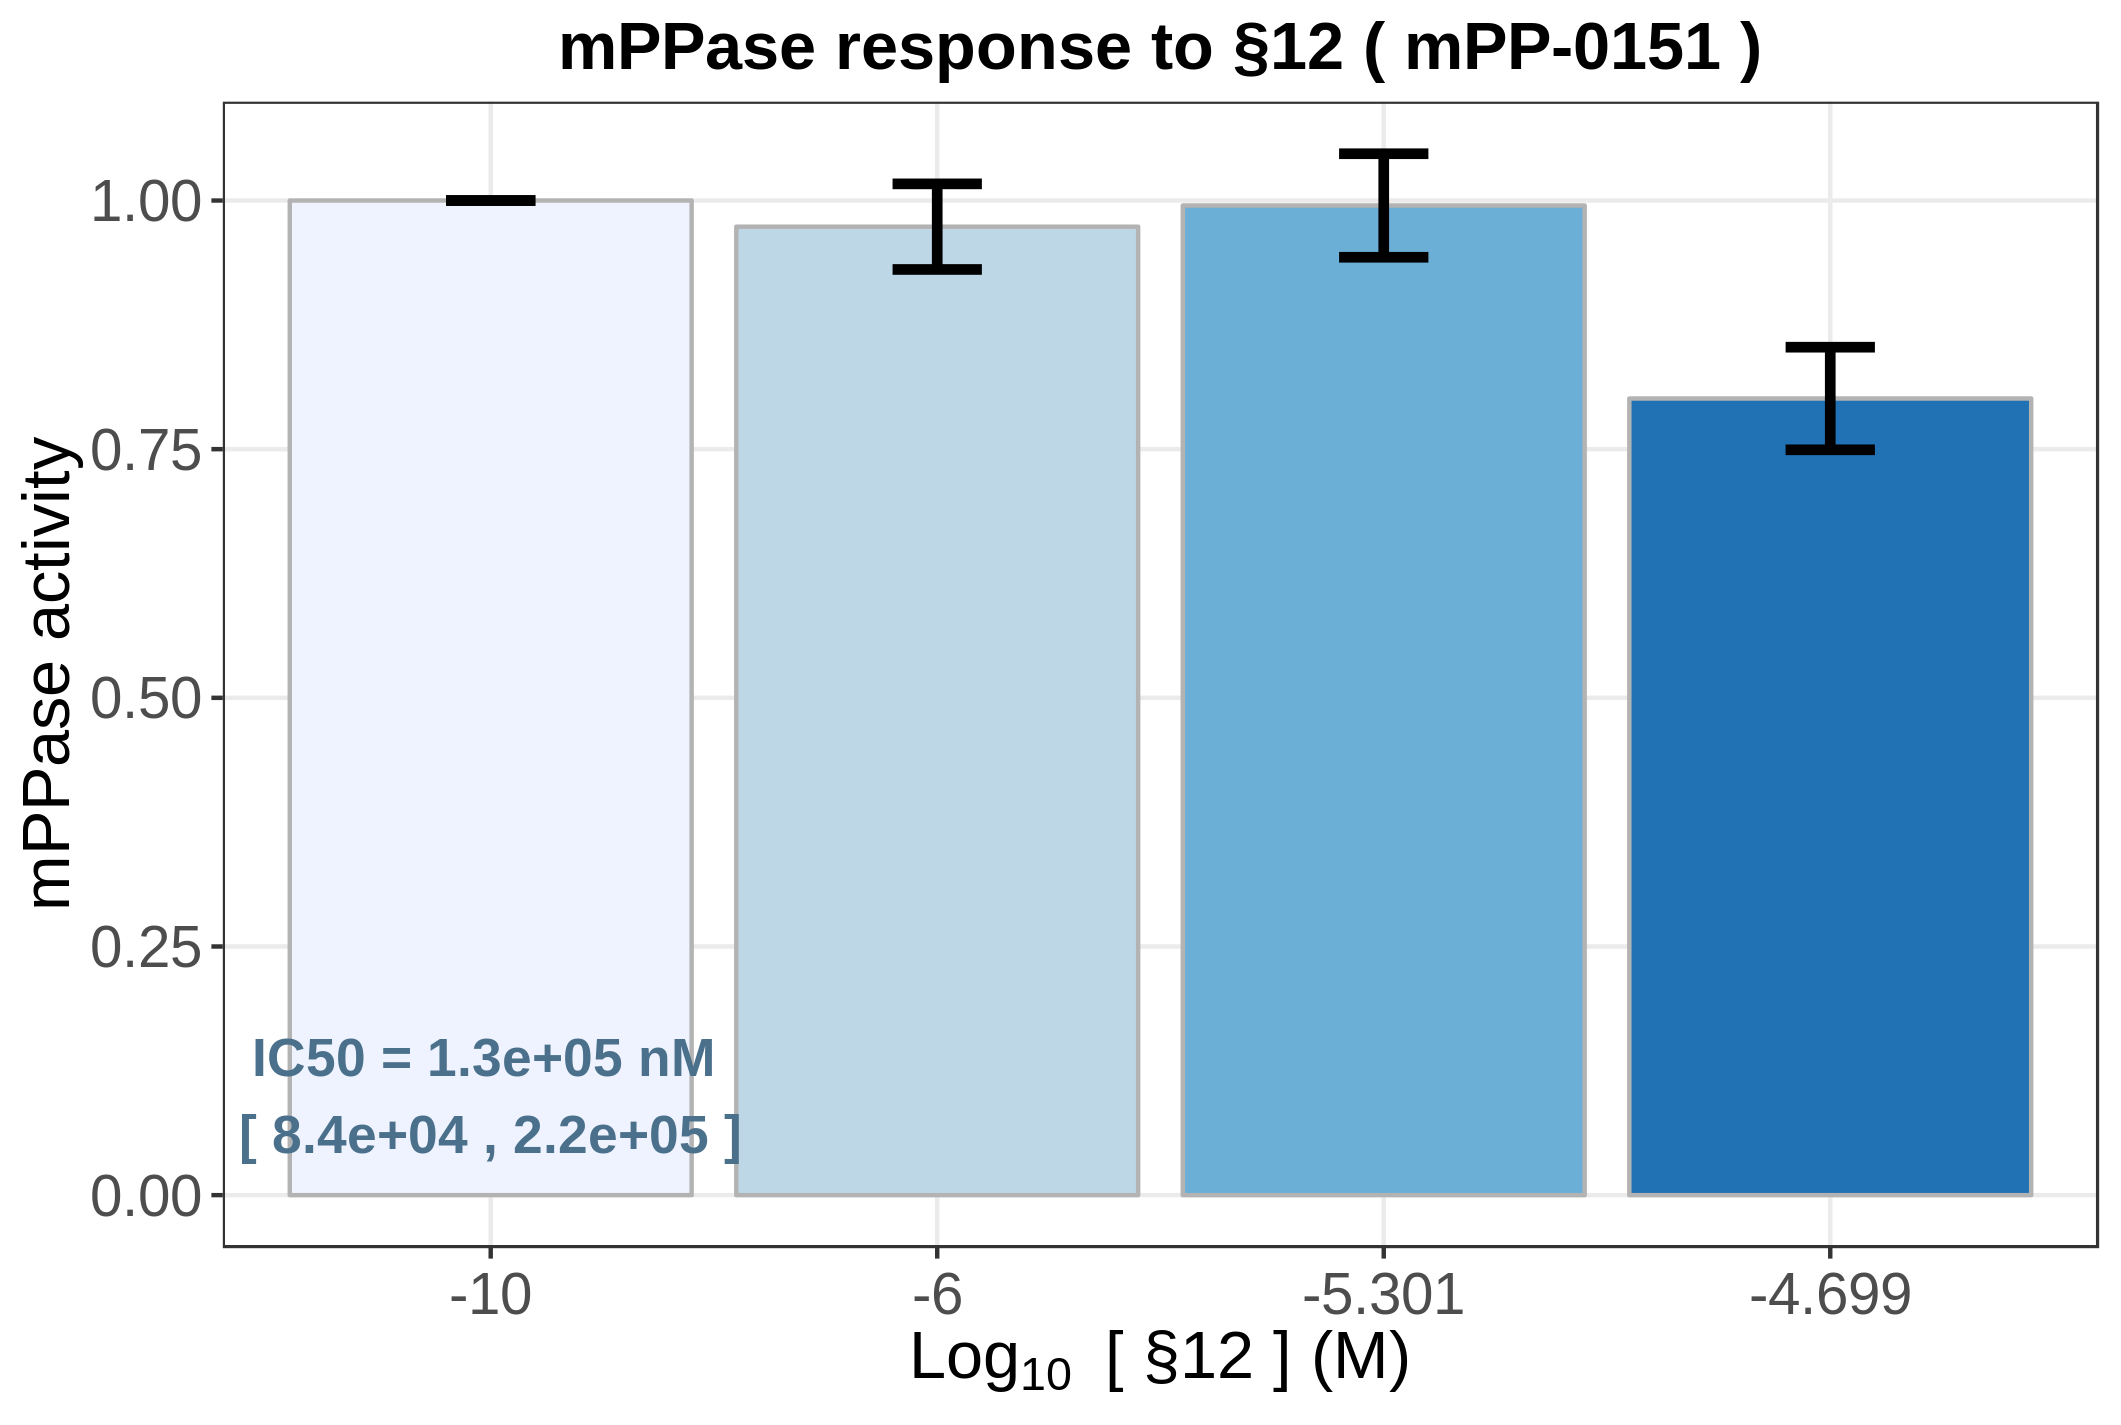 mPPase response to §12 ( mPP-0151 )
mPPase activity
1.00
0.75
0.50
0.25
0.00
IC50 = 1.3e+05 nM
[ 8.4e+04 , 2.2e+05 ]
-10 -6 -5.301 -4.699
Log10 [ §12 ] (M)